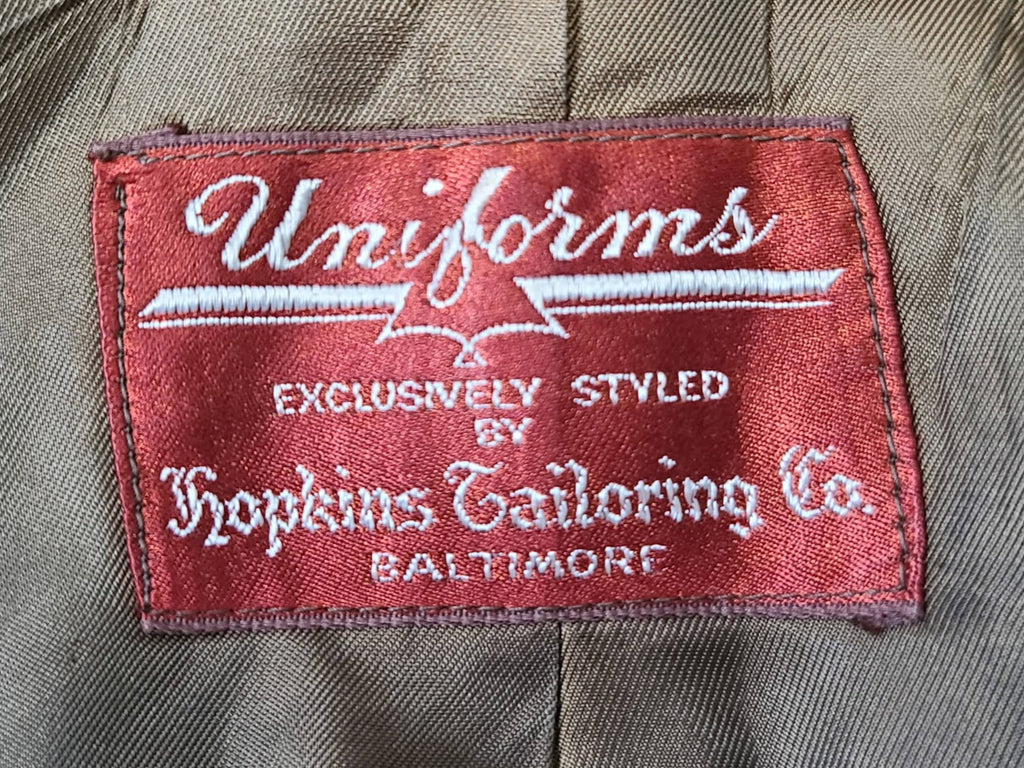 Uniforms
EXCLUSIVELY STYLED
BY
Hopkins Tailoring Co.
BALTIMORE